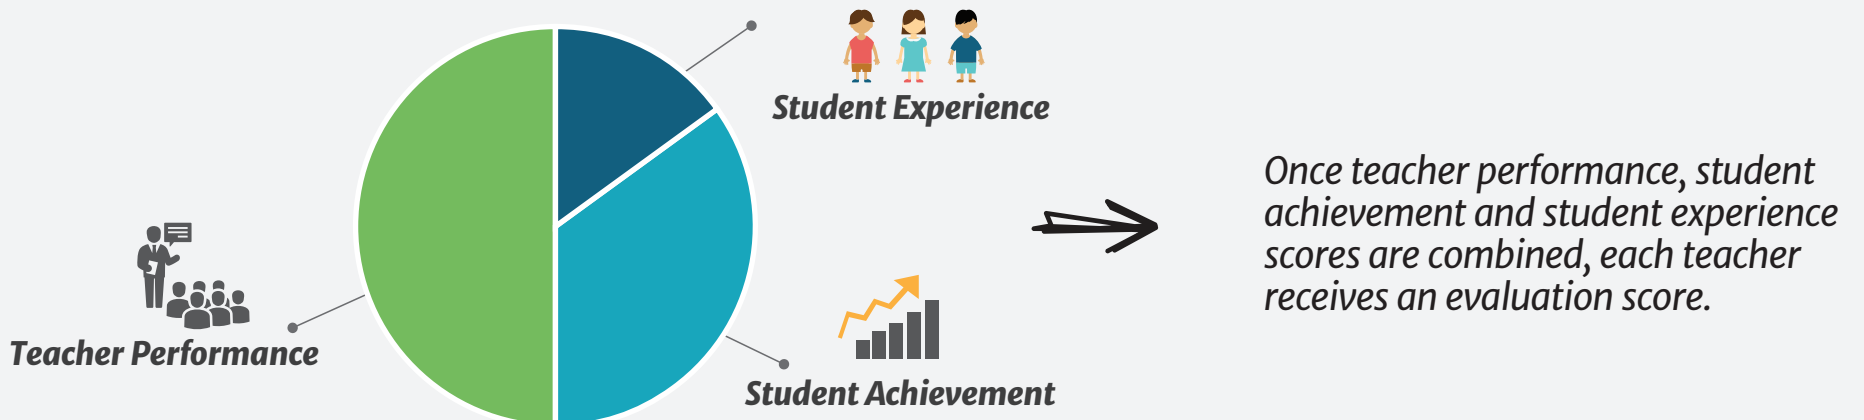 Student Experience
Teacher Performance
Student Achievement
Once teacher performance, student
achievement and student experience
scores are combined, each teacher
receives an evaluation score.